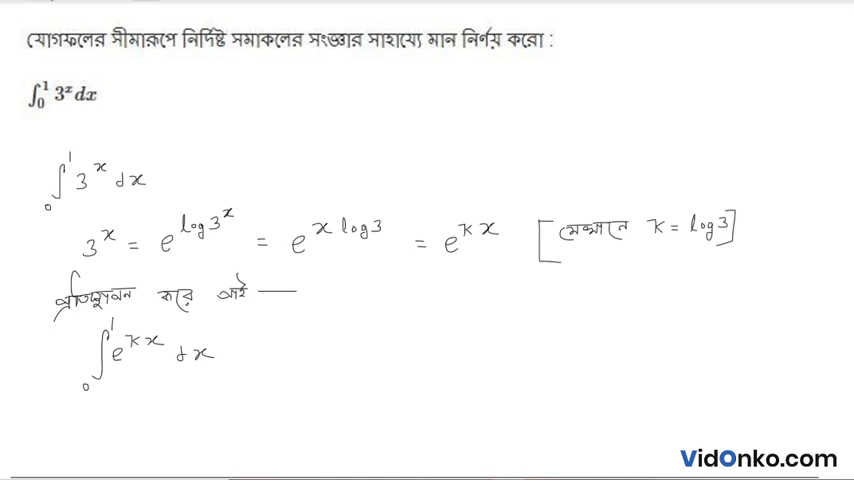 যোগফলের সীমারূপে নির্দিষ্ট সমাকলের সংজ্ঞার সাহায্যে মান নির্ণয় করো :
∫₀¹ 3ˣ dx
∫₀¹ 3ˣ dx
3ˣ = e^{log 3ˣ} = e^{x log 3} = e^{kx} [যেখানে k = log 3]
প্রতিস্থাপন করে পাই —
∫₀¹ e^{kx} dx
VidOnko.com